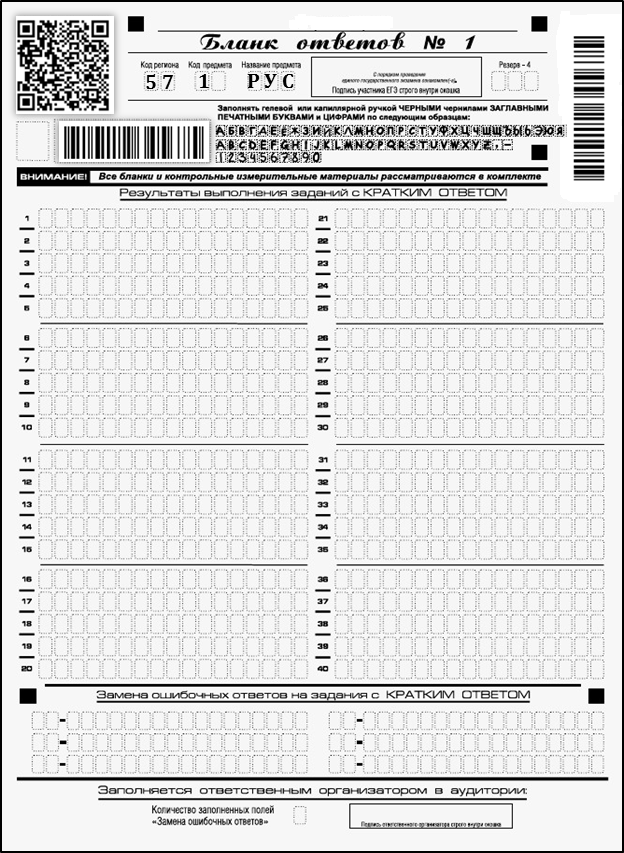 Бланк ответов № 1
Код региона Код предмета Название предмета Резерв - 4
57 1 РУС
С порядком проведения
единого государственного экзамена ознакомлен(-а).
Подпись участника ЕГЭ строго внутри окошка
Заполнять гелевой или капиллярной ручкой ЧЕРНЫМИ чернилами ЗАГЛАВНЫМИ
ПЕЧАТНЫМИ БУКВАМИ и ЦИФРАМИ по следующим образцам:
АБВГДЕЁЖЗИЙКЛМНОПРСТУФХЦЧШЩЪЫЬЭЮЯ
ABCDEFGHIJKLMNOPQRSTUVWXYZ,-
1234567890
ВНИМАНИЕ! Все бланки и контрольные измерительные материалы рассматриваются в комплекте
Результаты выполнения заданий с КРАТКИМ ОТВЕТОМ
1 21
2 22
3 23
4 24
5 25
6 26
7 27
8 28
9 29
10 30
11 31
12 32
13 33
14 34
15 35
16 36
17 37
18 38
19 39
20 40
Замена ошибочных ответов на задания с КРАТКИМ ОТВЕТОМ
- -
- -
- -
Заполняется ответственным организатором в аудитории:
Количество заполненных полей
«Замена ошибочных ответов»
Подпись ответственного организатора строго внутри окошка